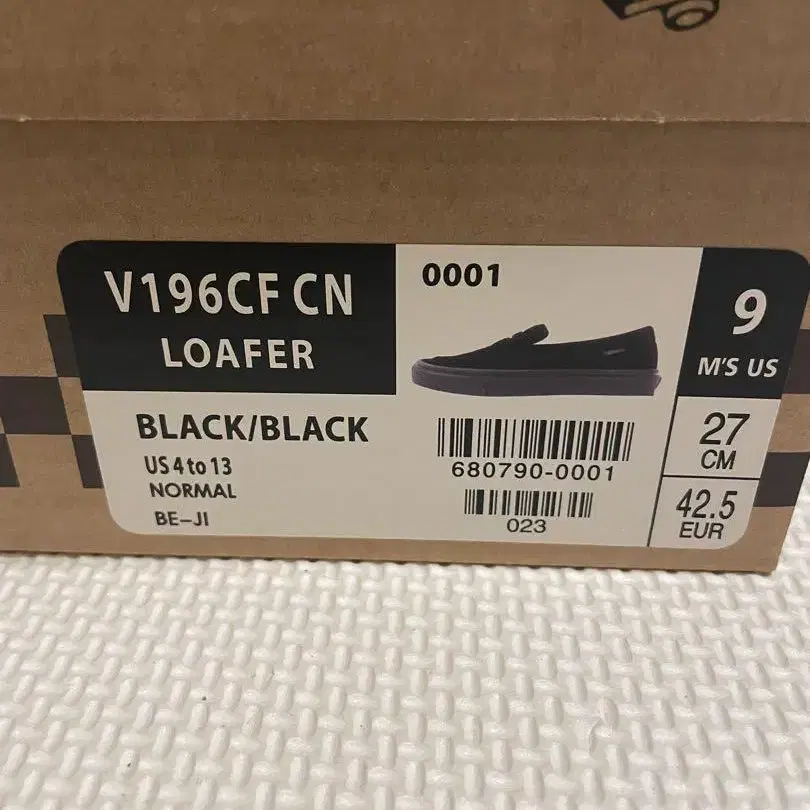 V196CF CN
LOAFER
BLACK/BLACK
US 4 to 13
NORMAL
BE-JI
0001
680790-0001
023
9
M'S US
27
CM
42.5
EUR